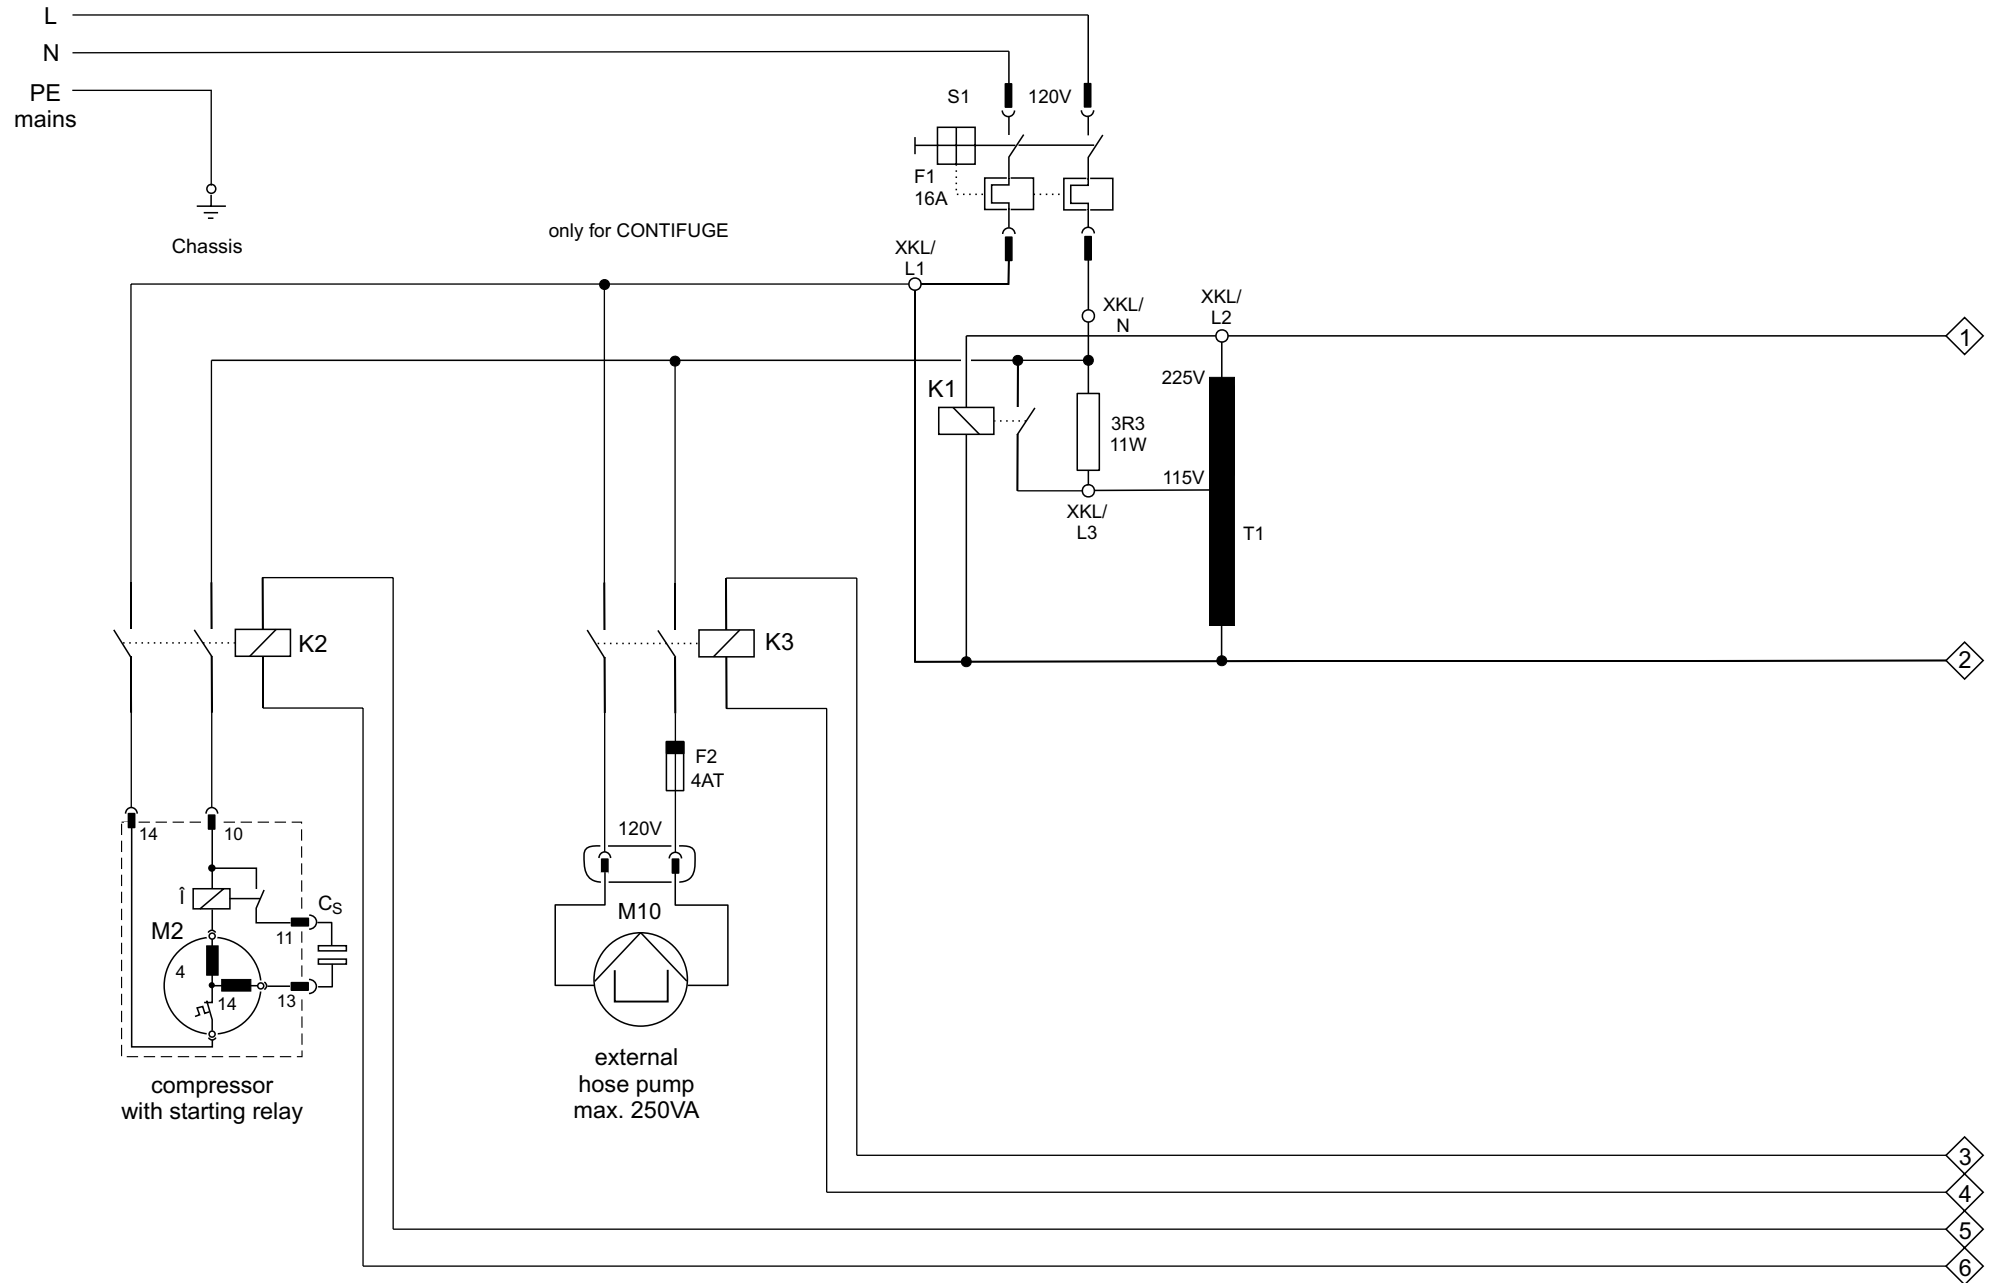 L
N
PE
mains
Chassis
S1
120V
F1
16A
only for CONTIFUGE
XKL/
L1
XKL/
N
XKL/
L2
1
K1
225V
3R3
11W
115V
XKL/
L3
T1
K2
K3
2
F2
4AT
14
10
120V
Î
CS
M2
11
M10
4
14
13
external
hose pump
max. 250VA
compressor
with starting relay
3
4
5
6